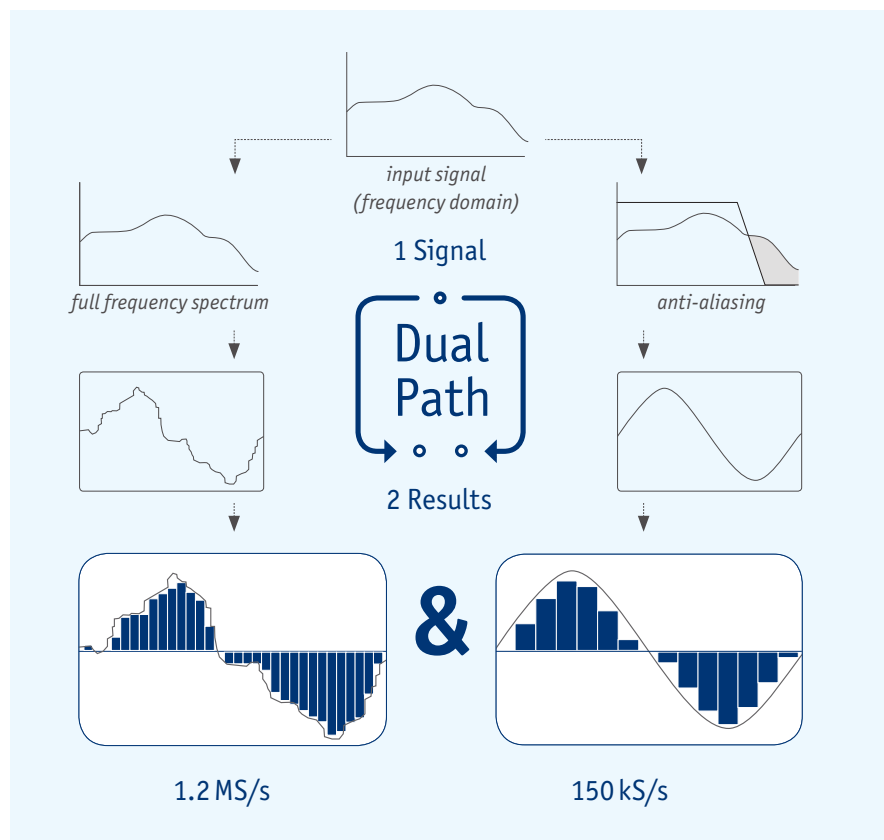 input signal
(frequency domain)
full frequency spectrum
1 Signal
anti-aliasing
Dual
Path
2 Results
&
1.2 MS/s
150 kS/s